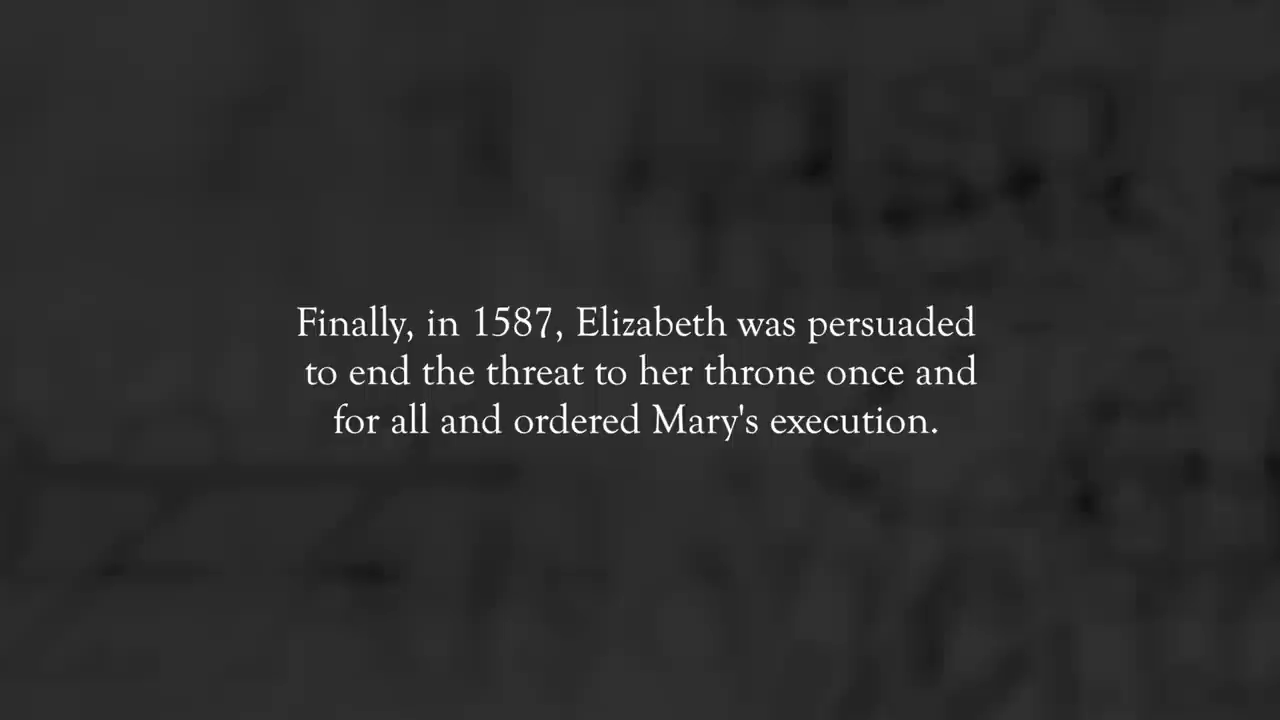 Finally, in 1587, Elizabeth was persuaded
to end the threat to her throne once and
for all and ordered Mary's execution.